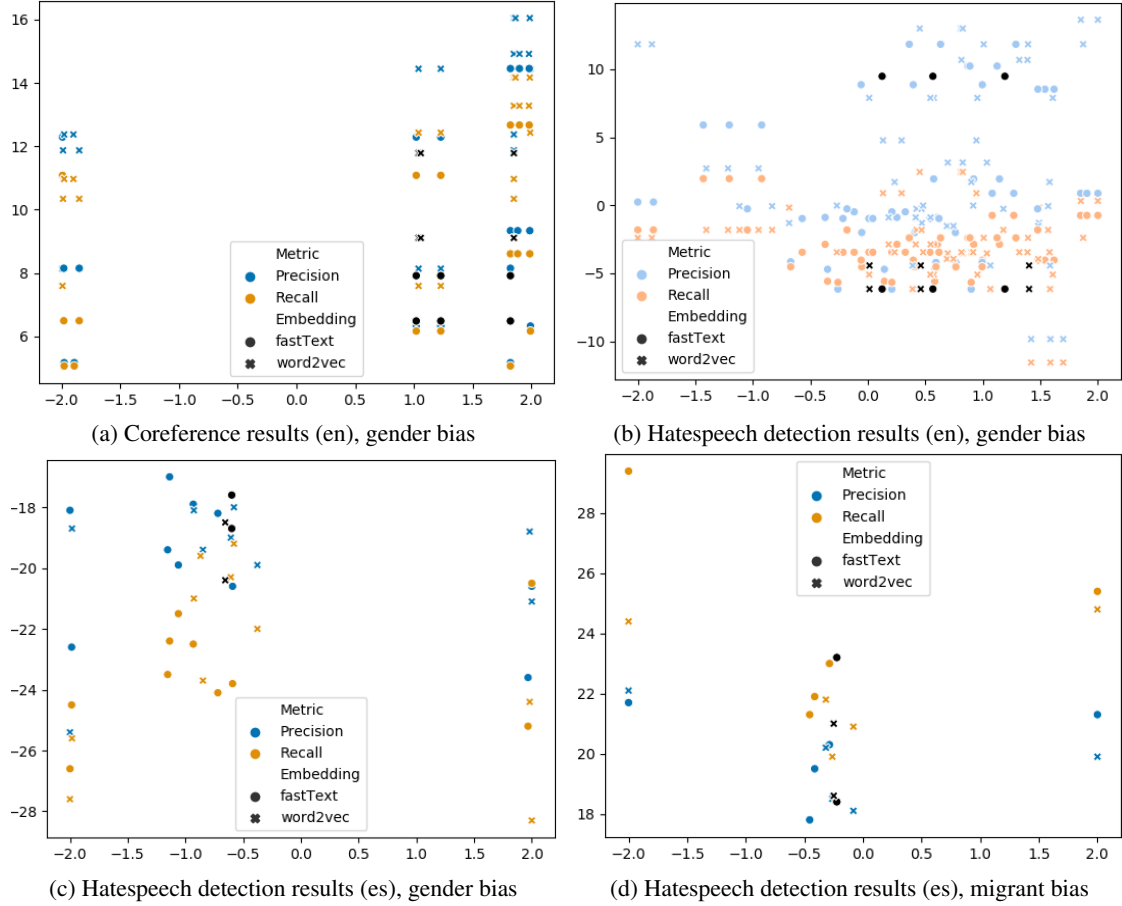 16
14
12
10
8
6
−2.0 −1.5 −1.0 −0.5 0.0 0.5 1.0 1.5 2.0
Metric
Precision
Recall
Embedding
fastText
word2vec
(a) Coreference results (en), gender bias
10
5
0
−5
−10
−2.0 −1.5 −1.0 −0.5 0.0 0.5 1.0 1.5 2.0
Metric
Precision
Recall
Embedding
fastText
word2vec
(b) Hatespeech detection results (en), gender bias
−18
−20
−22
−24
−26
−28
−2.0 −1.5 −1.0 −0.5 0.0 0.5 1.0 1.5 2.0
Metric
Precision
Recall
Embedding
fastText
word2vec
(c) Hatespeech detection results (es), gender bias
28
26
24
22
20
18
−2.0 −1.5 −1.0 −0.5 0.0 0.5 1.0 1.5 2.0
Metric
Precision
Recall
Embedding
fastText
word2vec
(d) Hatespeech detection results (es), migrant bias